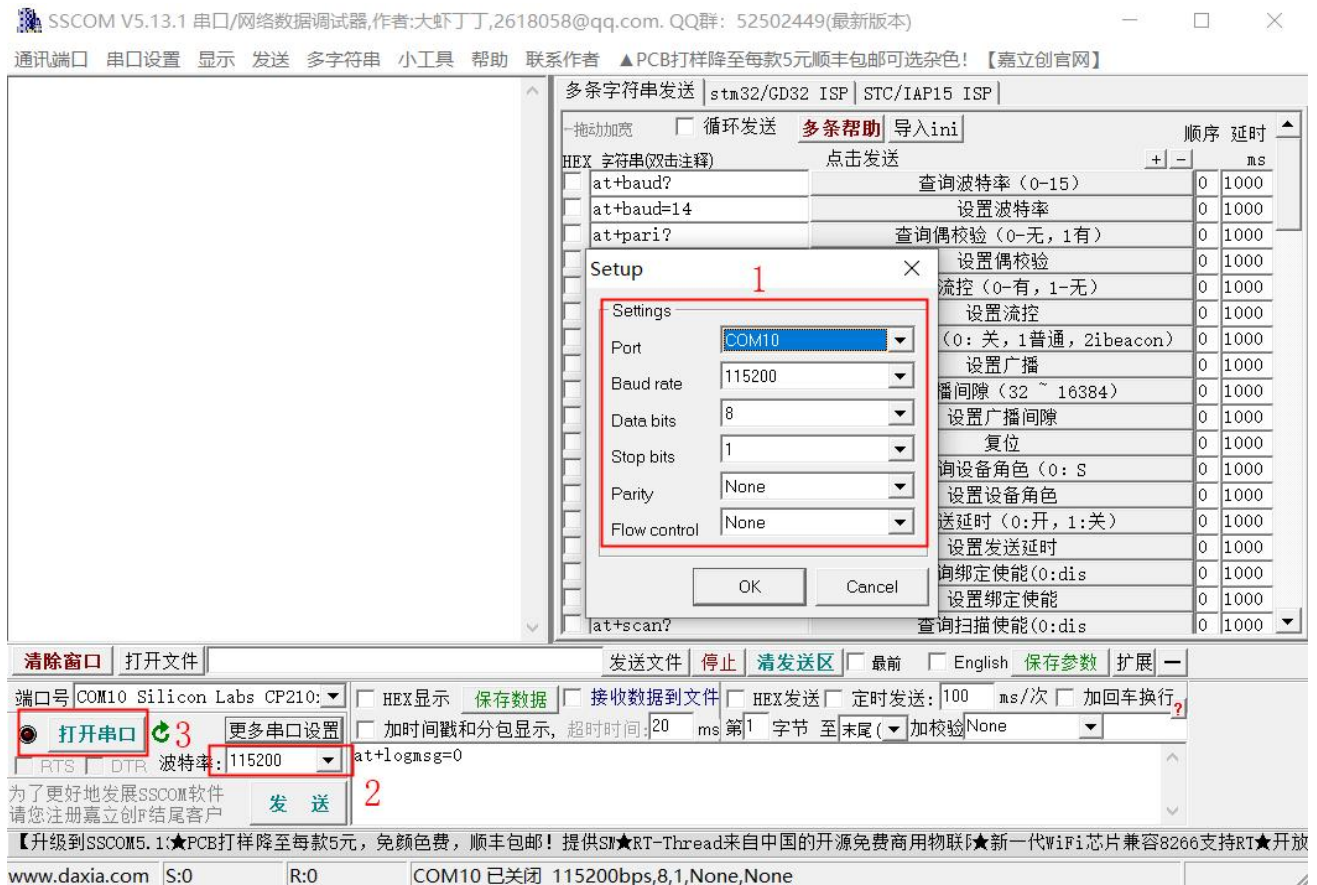 SSCOM V5.13.1 串口/网络数据调试器,作者:大虾丁丁,2618058@qq.com. QQ群: 52502449(最新版本)
通讯端口 串口设置 显示 发送 多字符串 小工具 帮助 联系作者 ▲PCB打样降至每款5元顺丰包邮可选杂色!【嘉立创官网】
多条字符串发送 stm32/GD32 ISP STC/IAP15 ISP
←拖动加宽 循环发送 多条帮助 导入ini 顺序 延时
HEX 字符串(双击注释) 点击发送 + - ms
at+baud? 查询波特率（0-15） 0 1000
at+baud=14 设置波特率 0 1000
at+pari? 查询偶校验（0-无，1有） 0 1000
设置偶校验 0 1000
流控（0-有，1-无） 0 1000
设置流控 0 1000
（0: 关，1普通，2ibeacon） 0 1000
设置广播 0 1000
播间隙（32 ~ 16384） 0 1000
设置广播间隙 0 1000
复位 0 1000
询设备角色（0: S 0 1000
设置设备角色 0 1000
送延时（0:开，1:关） 0 1000
设置发送延时 0 1000
询绑定使能(0:dis 0 1000
设置绑定使能 0 1000
at+scan? 查询扫描使能(0:dis 0 1000
Setup
1
Settings
Port COM10
Baud rate 115200
Data bits 8
Stop bits 1
Parity None
Flow control None
OK Cancel
清除窗口 打开文件 发送文件 停止 清发送区 最前 English 保存参数 扩展 —
端口号 COM10 Silicon Labs CP210: HEX显示 保存数据 接收数据到文件 HEX发送 定时发送: 100 ms/次 加回车换行 ?
打开串口 3 更多串口设置 加时间戳和分包显示, 超时时间: 20 ms 第1 字节 至 末尾( 加校验 None
RTS DTR 波特率: 115200 at+logmsg=0
为了更好地发展SSCOM软件
请您注册嘉立创F结尾客户
发 送 2
【升级到SSCOM5.1:★PCB打样降至每款5元，免颜色费，顺丰包邮！提供SM★RT-Thread来自中国的开源免费商用物联★新一代WiFi芯片兼容8266支持RT★开放
www.daxia.com S:0 R:0 COM10 已关闭 115200bps,8,1,None,None